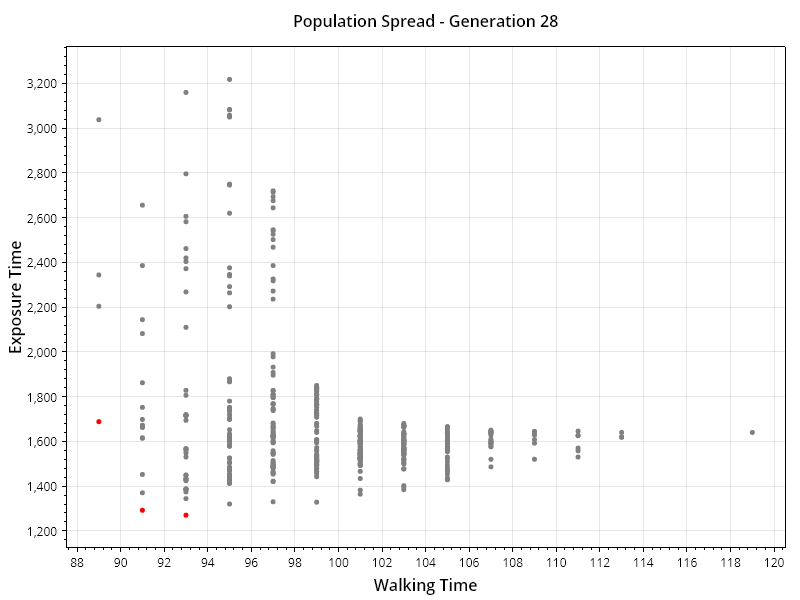 Population Spread - Generation 28
3,200
3,000
2,800
2,600
2,400
2,200
2,000
1,800
1,600
1,400
1,200
Exposure Time
88 90 92 94 96 98 100 102 104 106 108 110 112 114 116 118 120
Walking Time